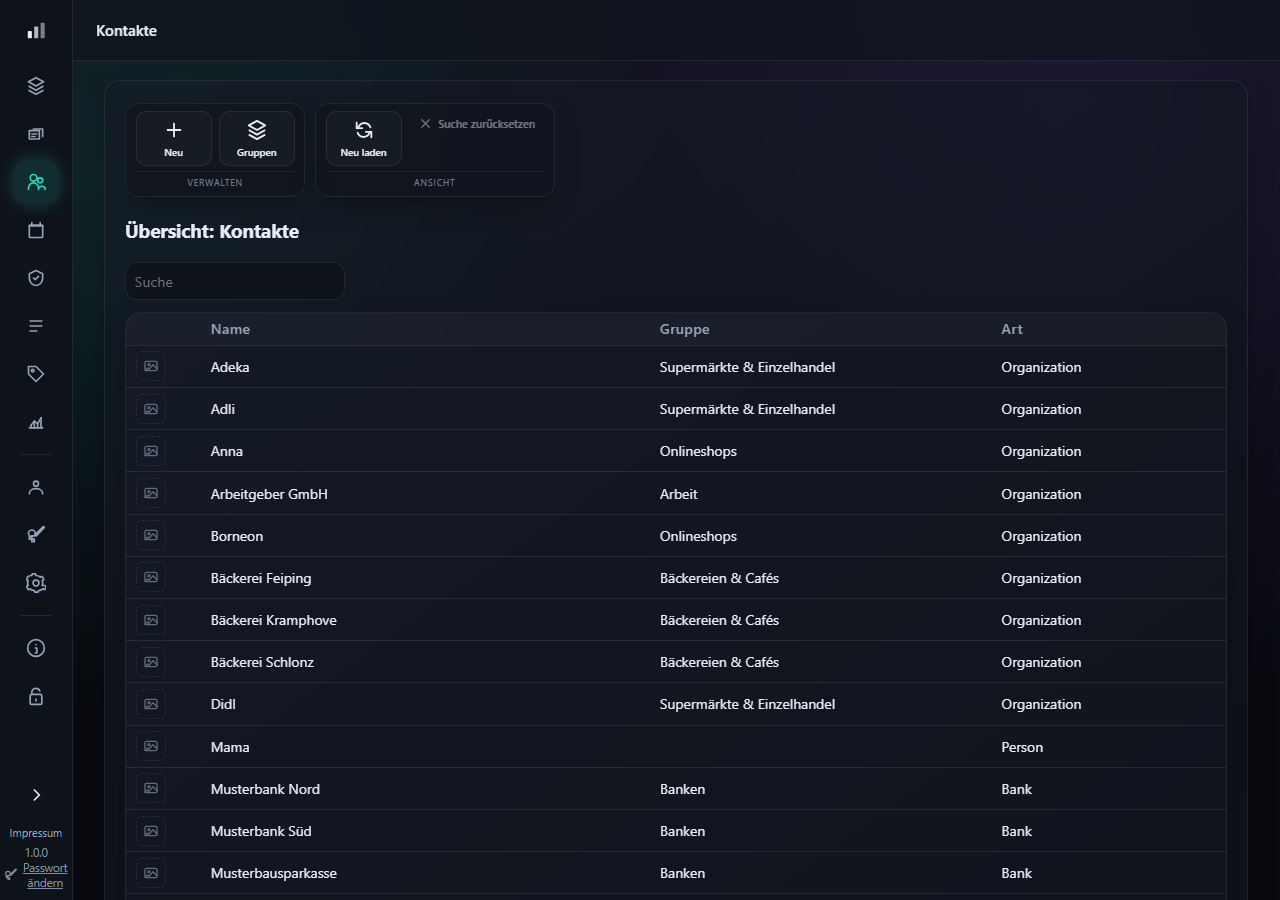 Kontakte
Neu
Gruppen
VERWALTEN
Neu laden
Suche zurücksetzen
ANSICHT
Übersicht: Kontakte
Suche
Name Gruppe Art
Adeka Supermärkte & Einzelhandel Organization
Adli Supermärkte & Einzelhandel Organization
Anna Onlineshops Organization
Arbeitgeber GmbH Arbeit Organization
Borneon Onlineshops Organization
Bäckerei Feiping Bäckereien & Cafés Organization
Bäckerei Kramphove Bäckereien & Cafés Organization
Bäckerei Schlonz Bäckereien & Cafés Organization
Didl Supermärkte & Einzelhandel Organization
Mama Person
Musterbank Nord Banken Bank
Musterbank Süd Banken Bank
Musterbausparkasse Banken Bank
Impressum
1.0.0
Passwort
ändern